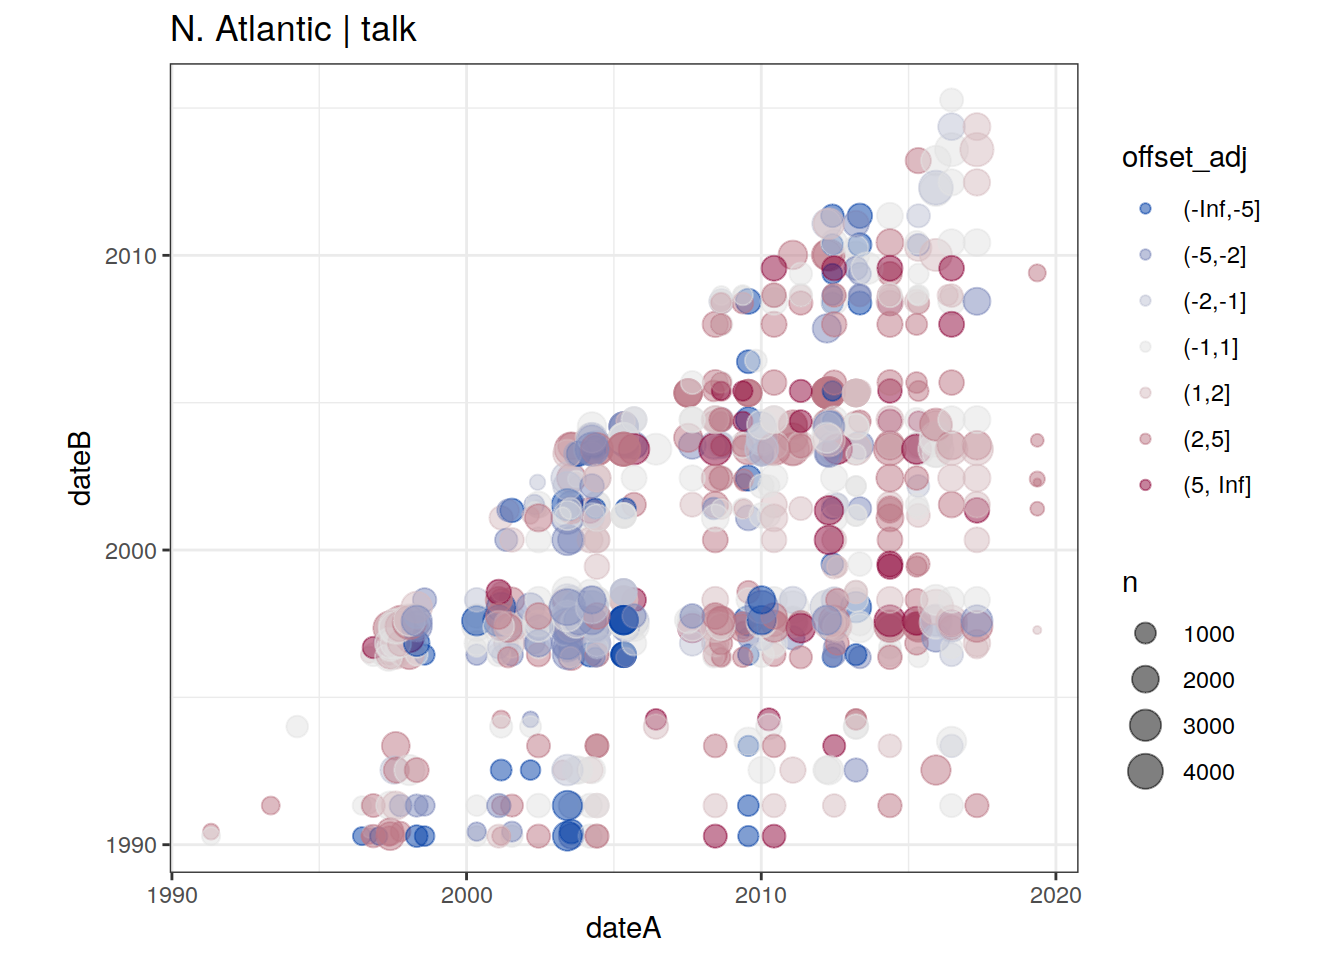 N. Atlantic | talk
offset_adj
(-Inf,-5]
(-5,-2]
(-2,-1]
(-1,1]
(1,2]
(2,5]
(5, Inf]
n
1000
2000
3000
4000
dateB
2010
2000
1990
1990
2000
2010
2020
dateA